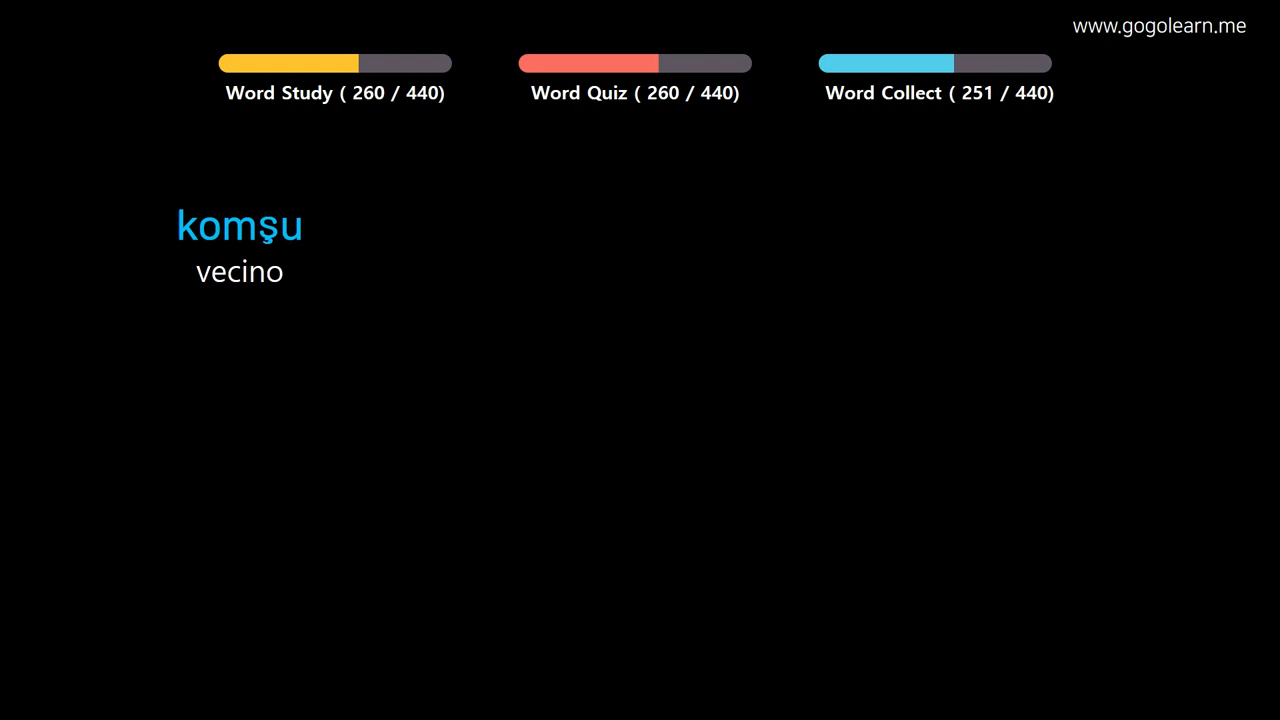 www.gogolearn.me
Word Study ( 260 / 440)
Word Quiz ( 260 / 440)
Word Collect ( 251 / 440)
komşu
vecino